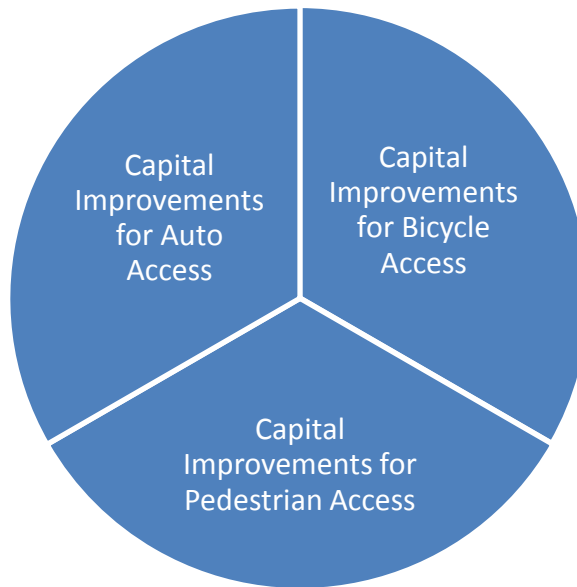 Capital
Improvements
for Auto
Access
Capital
Improvements
for Bicycle
Access
Capital
Improvements for
Pedestrian Access